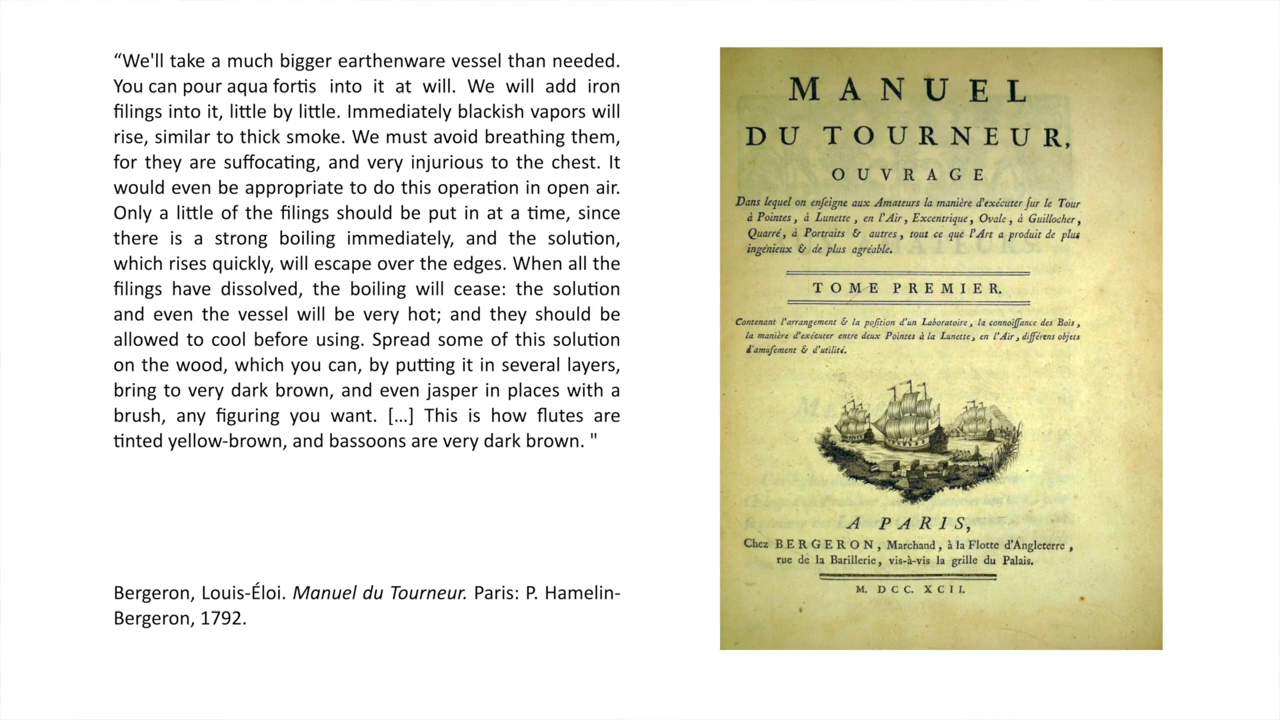 “We'll take a much bigger earthenware vessel than needed.
You can pour aqua fortis into it at will. We will add iron
filings into it, little by little. Immediately blackish vapors will
rise, similar to thick smoke. We must avoid breathing them,
for they are suffocating, and very injurious to the chest. It
would even be appropriate to do this operation in open air.
Only a little of the filings should be put in at a time, since
there is a strong boiling immediately, and the solution,
which rises quickly, will escape over the edges. When all the
filings have dissolved, the boiling will cease: the solution
and even the vessel will be very hot; and they should be
allowed to cool before using. Spread some of this solution
on the wood, which you can, by putting it in several layers,
bring to very dark brown, and even jasper in places with a
brush, any figuring you want. [...] This is how flutes are
tinted yellow-brown, and bassoons are very dark brown. "
Bergeron, Louis-Éloi. Manuel du Tourneur. Paris: P. Hamelin-
Bergeron, 1792.
MANUEL
DU TOURNEUR,
OUVRAGE
Dans lequel on enſeigne aux Amateurs la manière d'exécuter ſur le Tour
à Pointes, à Lunette, en l'Air, Excentrique, Ovale, à Guillocher,
Quarré, à Portraits & autres, tout ce que l'Art a produit de plus
ingénieux & de plus agréable.
TOME PREMIER.
Contenant l'arrangement & la poſition d'un Laboratoire, la connoiſſance des Bois,
la manière d'exécuter entre deux Pointes à la Lunette, en l'Air, différens objets
d'amuſement & d'utilité.
A PARIS,
Chez BERGERON, Marchand, à la Flotte d'Angleterre,
rue de la Barillerie, vis-à-vis la grille du Palais.
M. DCC. XCII.